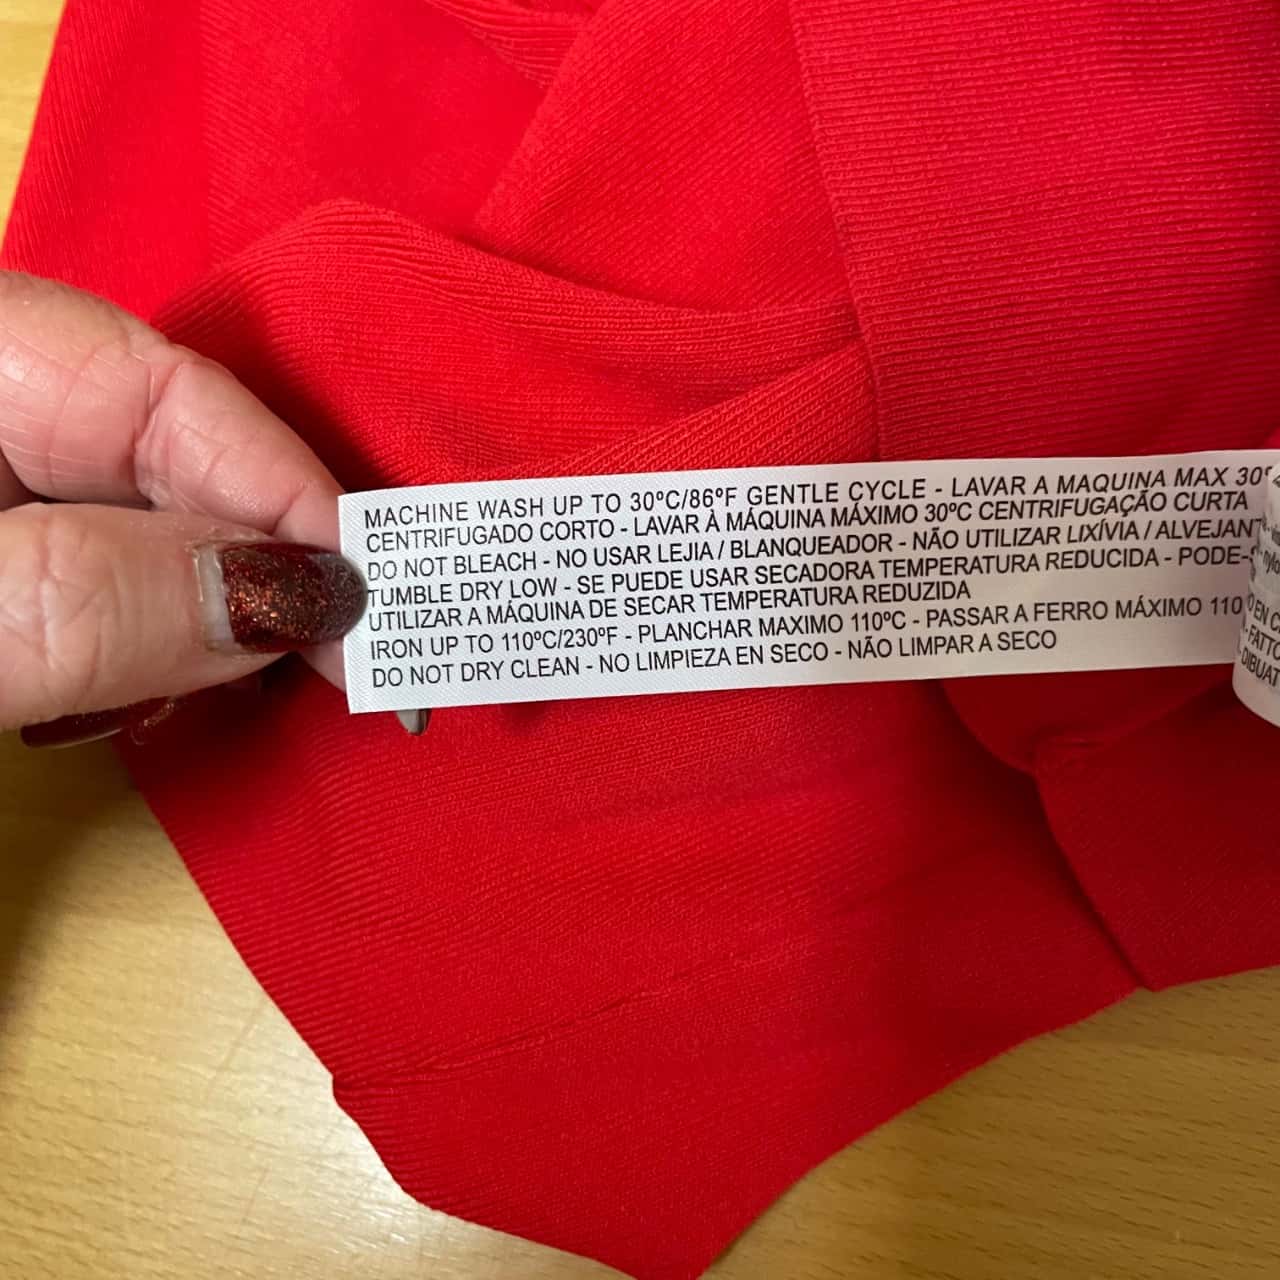 MACHINE WASH UP TO 30ºC/86ºF GENTLE CYCLE - LAVAR A MAQUINA MAX 30º
CENTRIFUGADO CORTO - LAVAR À MÁQUINA MÁXIMO 30ºC CENTRIFUGAÇÃO CURTA
DO NOT BLEACH - NO USAR LEJIA / BLANQUEADOR - NÃO UTILIZAR LIXÍVIA / ALVEJANT
TUMBLE DRY LOW - SE PUEDE USAR SECADORA TEMPERATURA REDUCIDA - PODE-S
UTILIZAR A MÁQUINA DE SECAR TEMPERATURA REDUZIDA
IRON UP TO 110ºC/230ºF - PLANCHAR MAXIMO 110ºC - PASSAR A FERRO MÁXIMO 110
DO NOT DRY CLEAN - NO LIMPIEZA EN SECO - NÃO LIMPAR A SECO